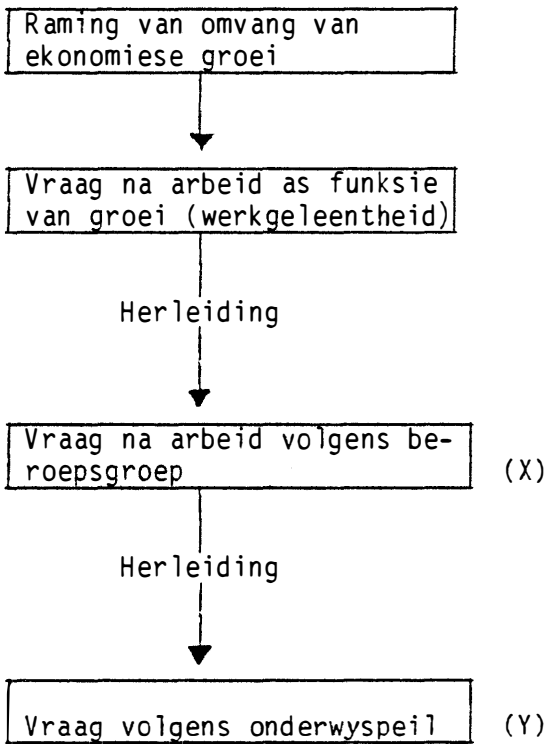 Raming van omvang van
ekonomiese groei
Vraag na arbeid as funksie
van groei (werkgeleentheid)
Herleiding
Vraag na arbeid volgens be-
roepsgroep (X)
Herleiding
Vraag volgens onderwyspeil (Y)